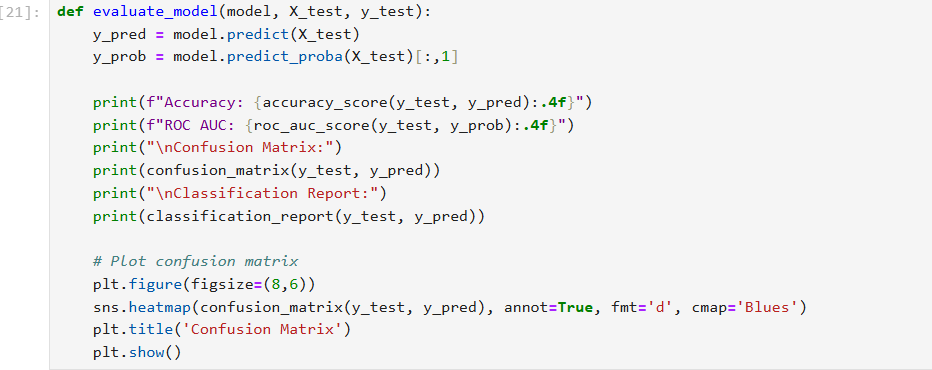 [21]: def evaluate_model(model, X_test, y_test):
    y_pred = model.predict(X_test)
    y_prob = model.predict_proba(X_test)[:,1]

    print(f"Accuracy: {accuracy_score(y_test, y_pred):.4f}")
    print(f"ROC AUC: {roc_auc_score(y_test, y_prob):.4f}")
    print("\nConfusion Matrix:")
    print(confusion_matrix(y_test, y_pred))
    print("\nClassification Report:")
    print(classification_report(y_test, y_pred))

    # Plot confusion matrix
    plt.figure(figsize=(8,6))
    sns.heatmap(confusion_matrix(y_test, y_pred), annot=True, fmt='d', cmap='Blues')
    plt.title('Confusion Matrix')
    plt.show()